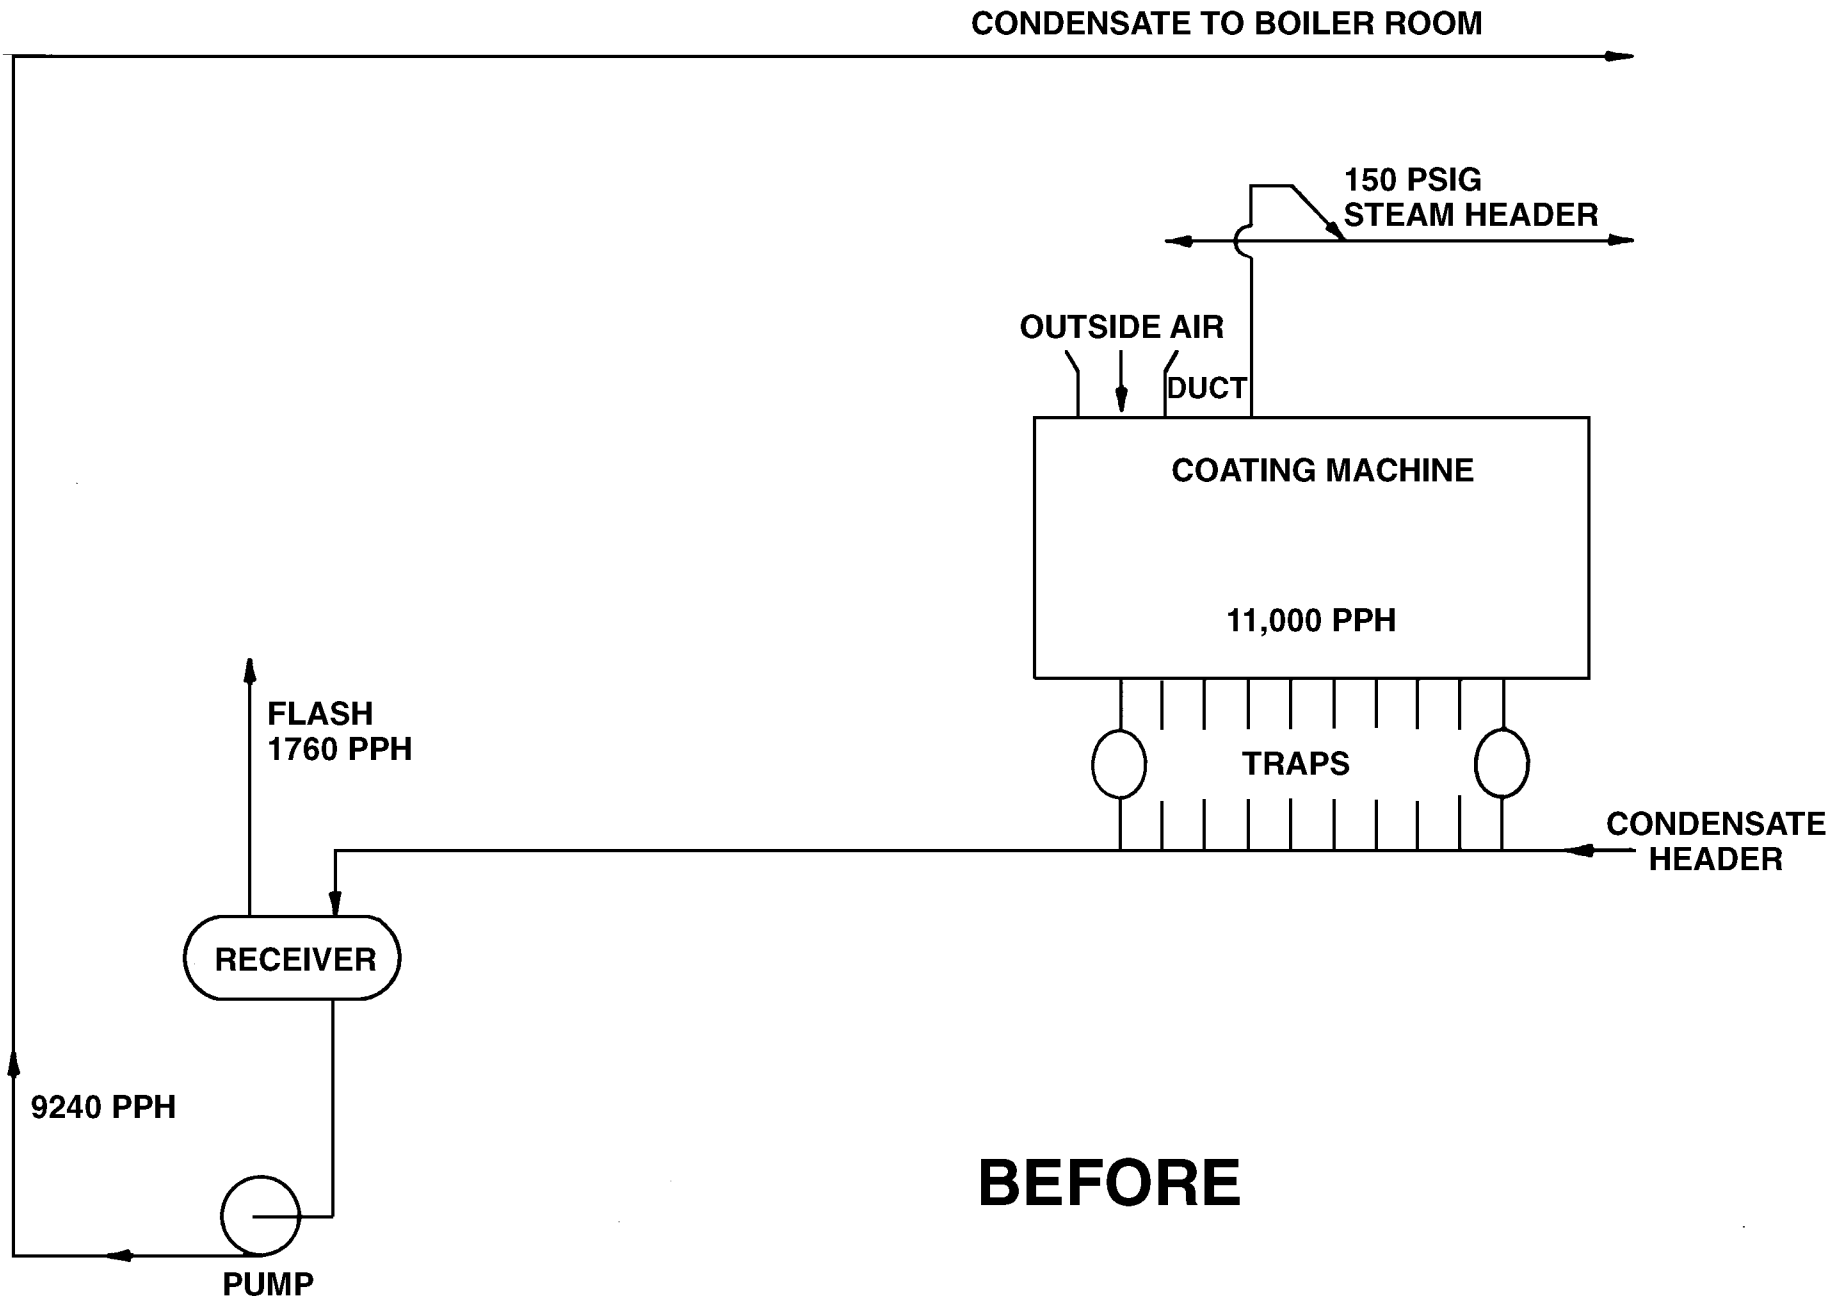 CONDENSATE TO BOILER ROOM
150 PSIG
STEAM HEADER
OUTSIDE AIR
DUCT
COATING MACHINE
11,000 PPH
FLASH
1760 PPH
TRAPS
CONDENSATE
HEADER
RECEIVER
9240 PPH
BEFORE
PUMP